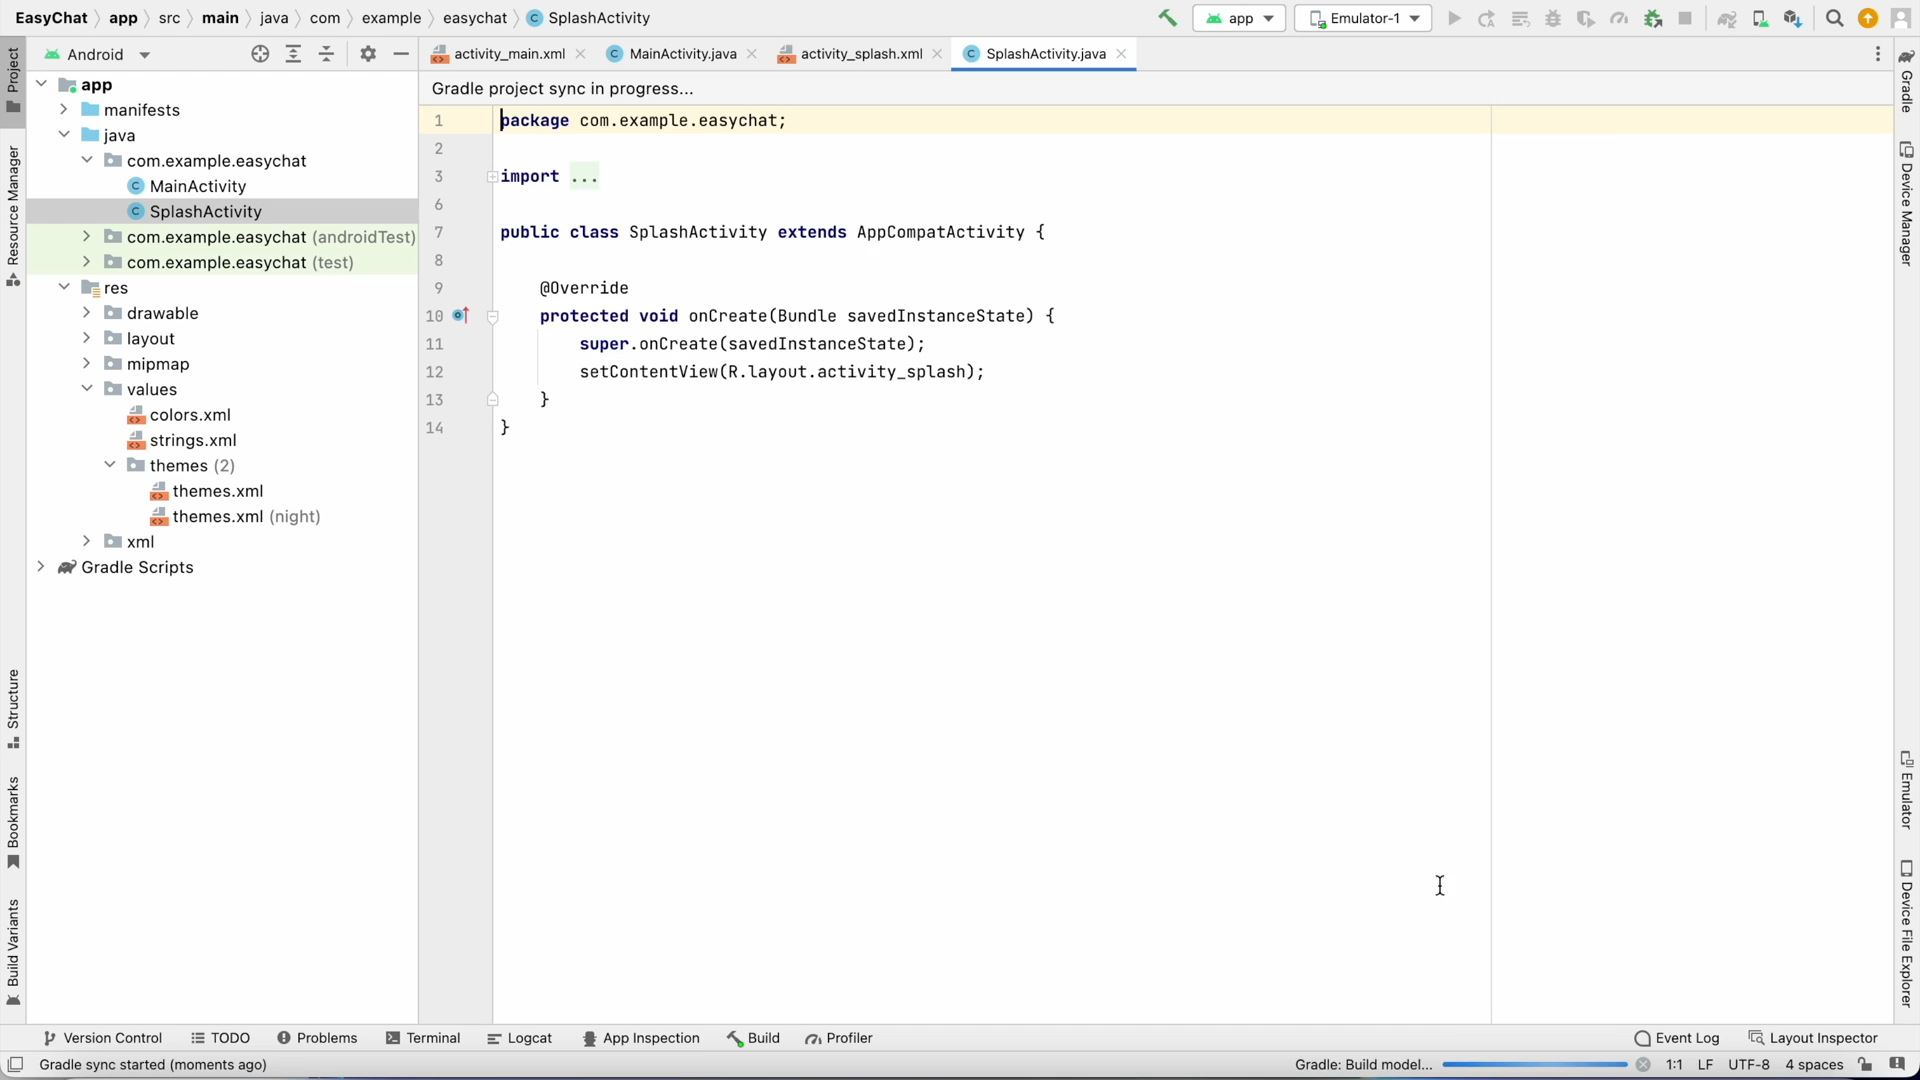 EasyChat app src main java com example easychat SplashActivity
app Emulator-1
Android
activity_main.xml MainActivity.java activity_splash.xml SplashActivity.java
Gradle project sync in progress...
app
manifests
java
com.example.easychat
MainActivity
SplashActivity
com.example.easychat (androidTest)
com.example.easychat (test)
res
drawable
layout
mipmap
values
colors.xml
strings.xml
themes (2)
themes.xml
themes.xml (night)
xml
Gradle Scripts
1 package com.example.easychat;
2
3 import ...
6
7 public class SplashActivity extends AppCompatActivity {
8
9 @Override
10 protected void onCreate(Bundle savedInstanceState) {
11 super.onCreate(savedInstanceState);
12 setContentView(R.layout.activity_splash);
13 }
14 }
Project
Resource Manager
Structure
Bookmarks
Build Variants
Gradle
Device Manager
Emulator
Device File Explorer
Version Control TODO Problems Terminal Logcat App Inspection Build Profiler Event Log Layout Inspector
Gradle sync started (moments ago) Gradle: Build model... 1:1 LF UTF-8 4 spaces